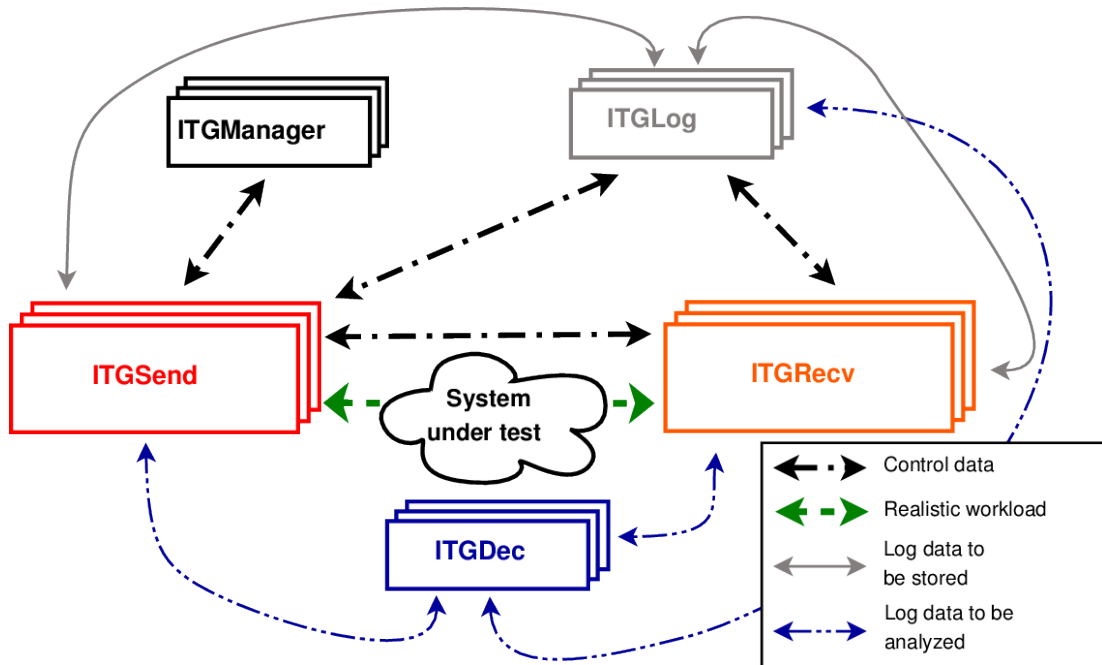 ITGManager
ITGLog
ITGSend
ITGRecv
System
under test
ITGDec
Control data
Realistic workload
Log data to
be stored
Log data to be
analyzed